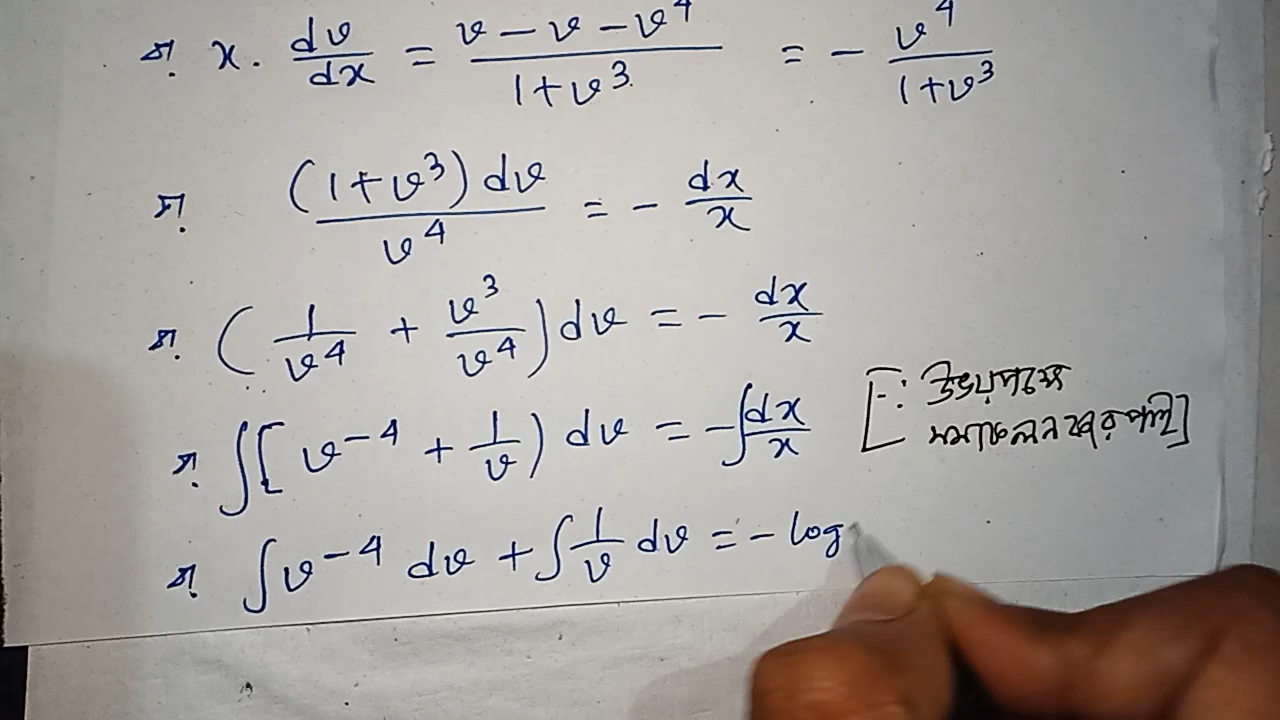 বা, x. dv/dx = (v - v - v⁴)/(1+v³) = - v⁴/(1+v³)
বা, (1+v³) dv/v⁴ = - dx/x
বা, (1/v⁴ + v³/v⁴) dv = - dx/x
বা, ∫[ v⁻⁴ + 1/v ) dv = -∫dx/x [∵ উভয়পক্ষে
সমাকলন করে পাই]
বা, ∫v⁻⁴ dv + ∫1/v dv = - log